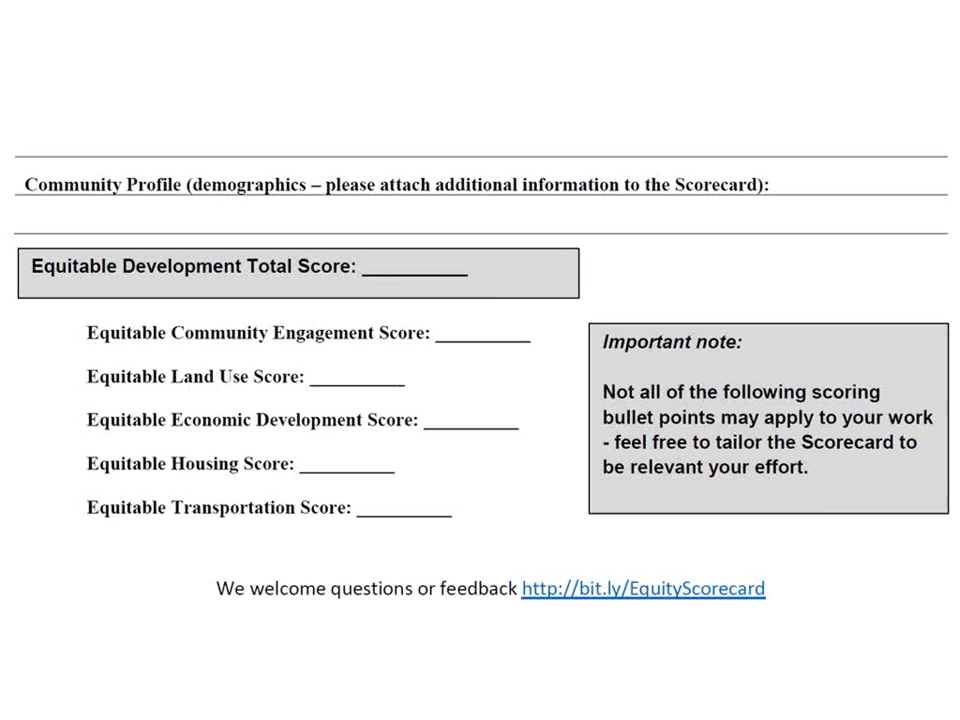 Community Profile (demographics – please attach additional information to the Scorecard):
Equitable Development Total Score: __________
Equitable Community Engagement Score: __________
Equitable Land Use Score: __________
Equitable Economic Development Score: __________
Equitable Housing Score: __________
Equitable Transportation Score: __________
Important note:
Not all of the following scoring
bullet points may apply to your work
- feel free to tailor the Scorecard to
be relevant your effort.
We welcome questions or feedback http://bit.ly/EquityScorecard